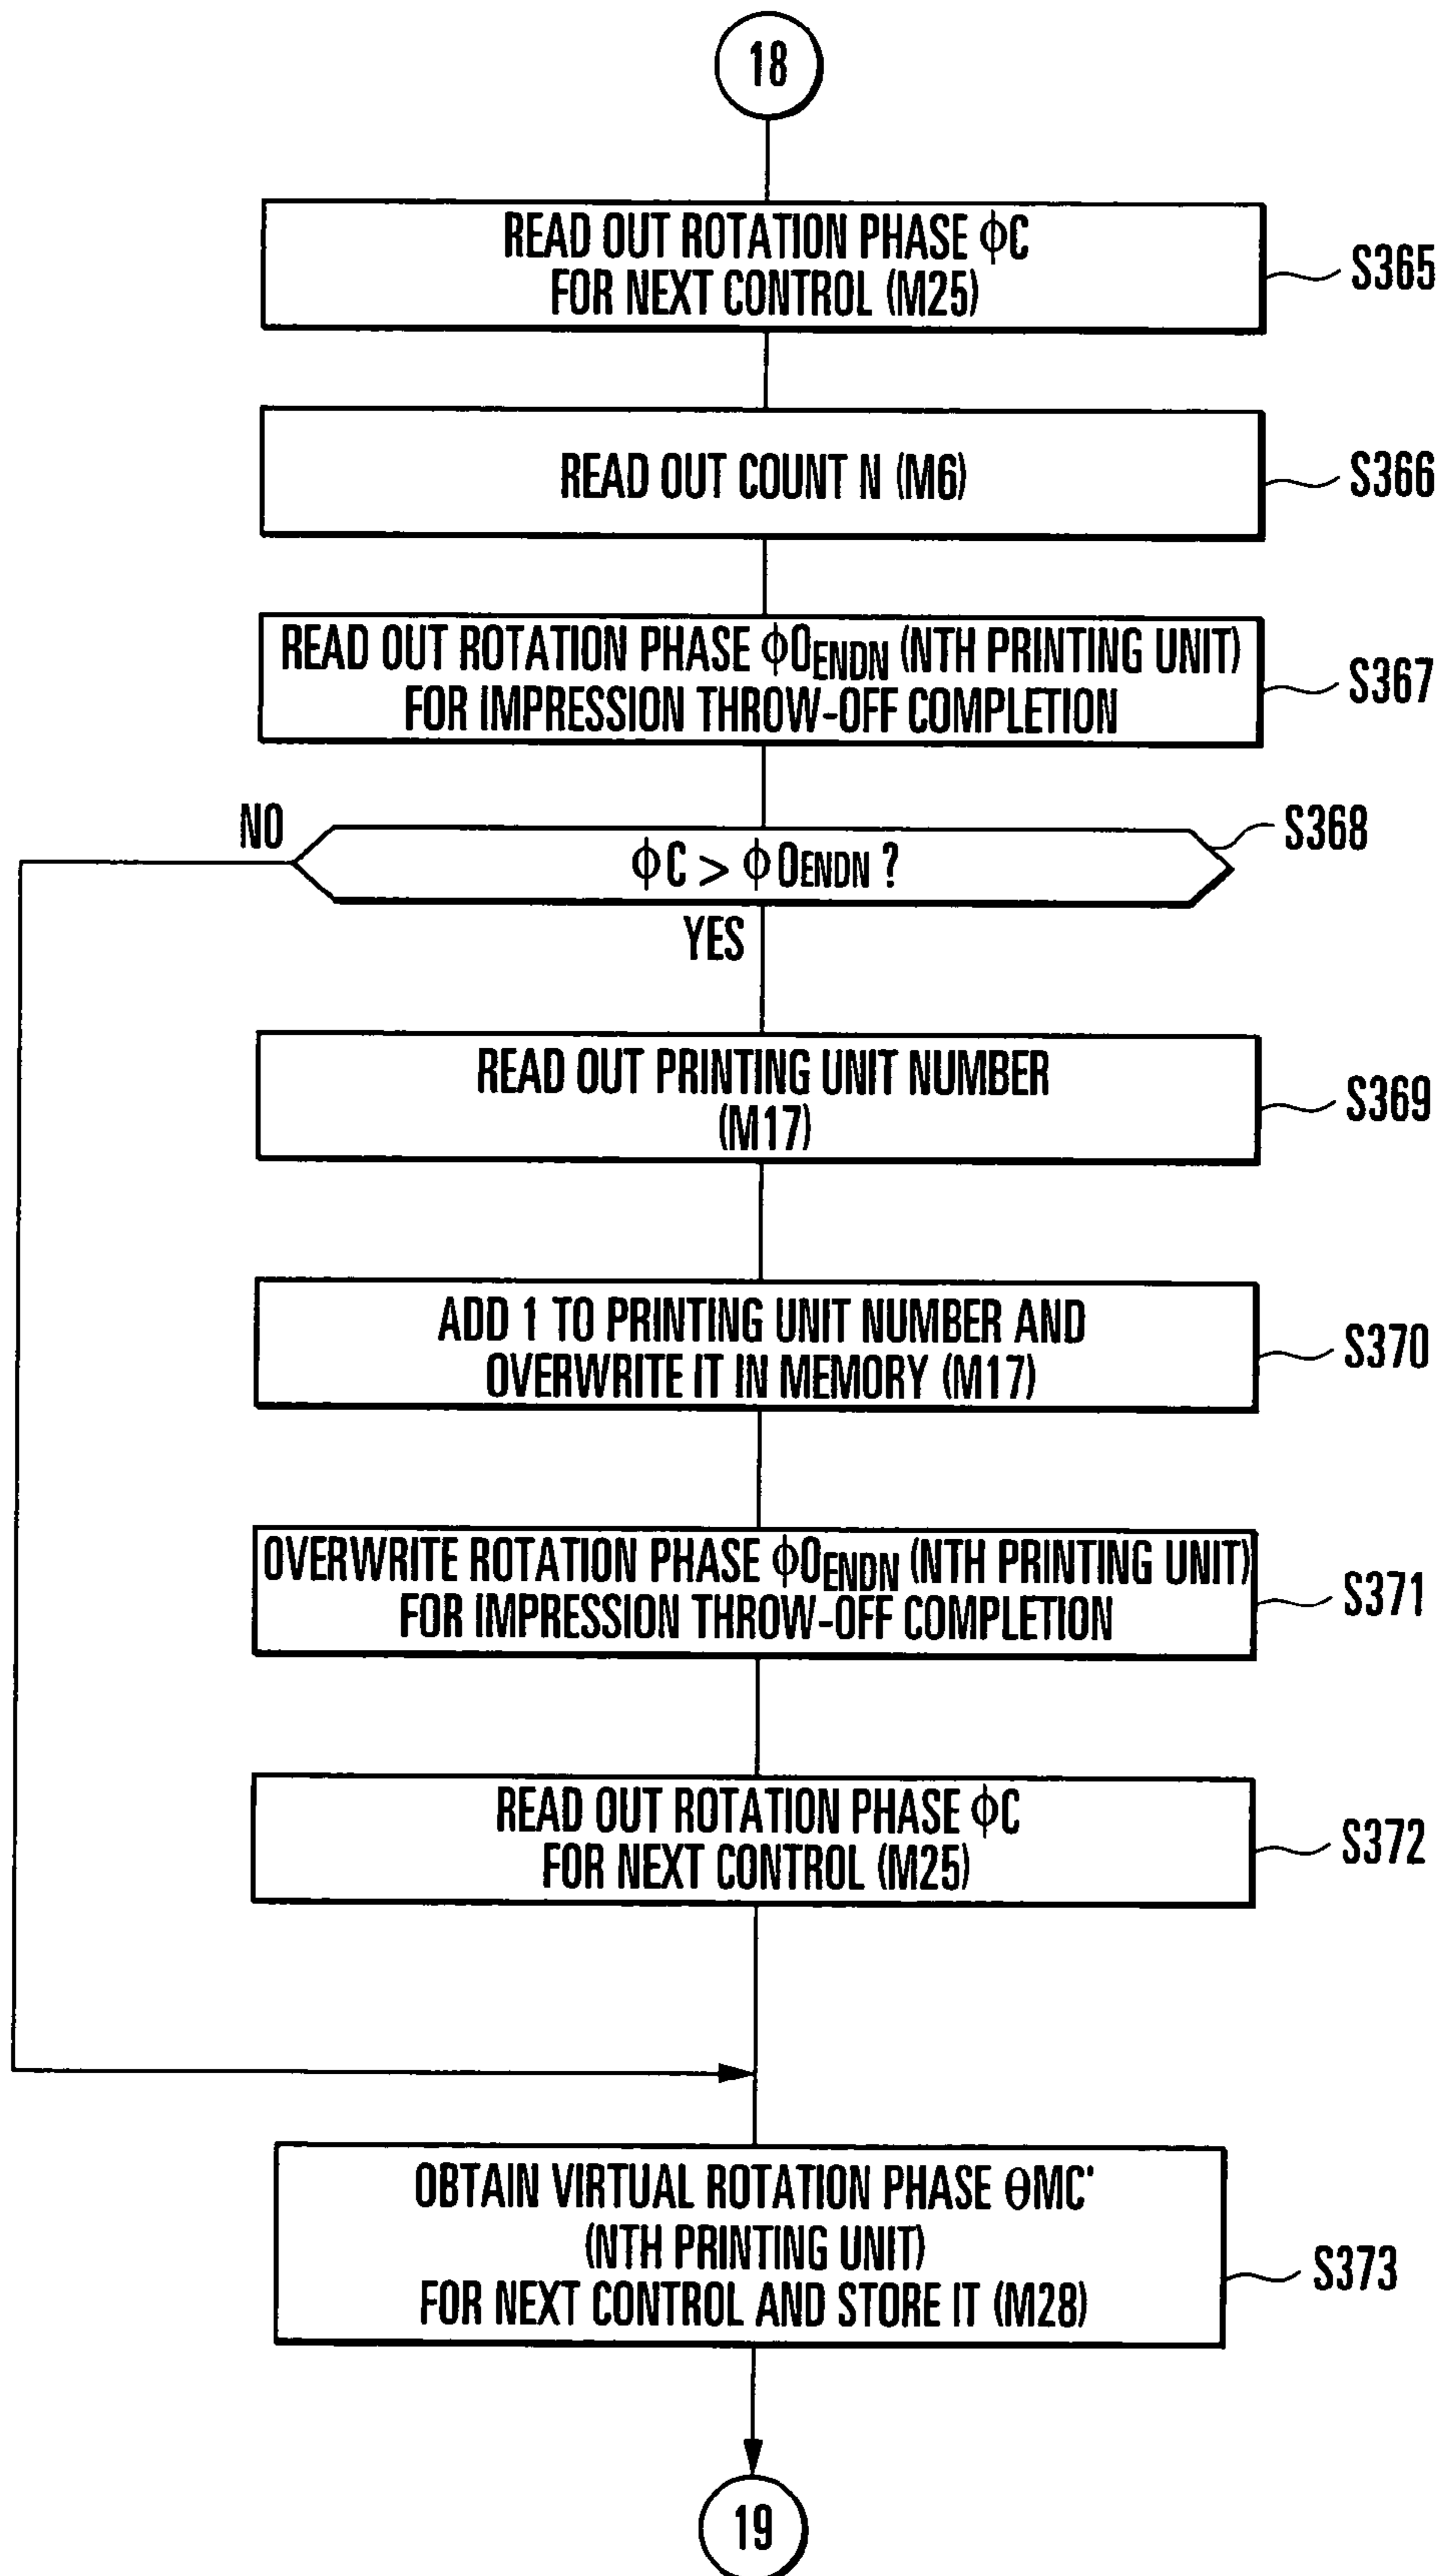 18
READ OUT ROTATION PHASE ϕC
FOR NEXT CONTROL (M25)
S365
READ OUT COUNT N (M6)
S366
READ OUT ROTATION PHASE ϕ0ENDN (NTH PRINTING UNIT)
FOR IMPRESSION THROW-OFF COMPLETION
S367
NO
S368
ϕC > ϕ0ENDN ?
YES
READ OUT PRINTING UNIT NUMBER
(M17)
S369
ADD 1 TO PRINTING UNIT NUMBER AND
OVERWRITE IT IN MEMORY (M17)
S370
OVERWRITE ROTATION PHASE ϕ0ENDN (NTH PRINTING UNIT)
FOR IMPRESSION THROW-OFF COMPLETION
S371
READ OUT ROTATION PHASE ϕC
FOR NEXT CONTROL (M25)
S372
OBTAIN VIRTUAL ROTATION PHASE θMC'
(NTH PRINTING UNIT)
FOR NEXT CONTROL AND STORE IT (M28)
S373
19